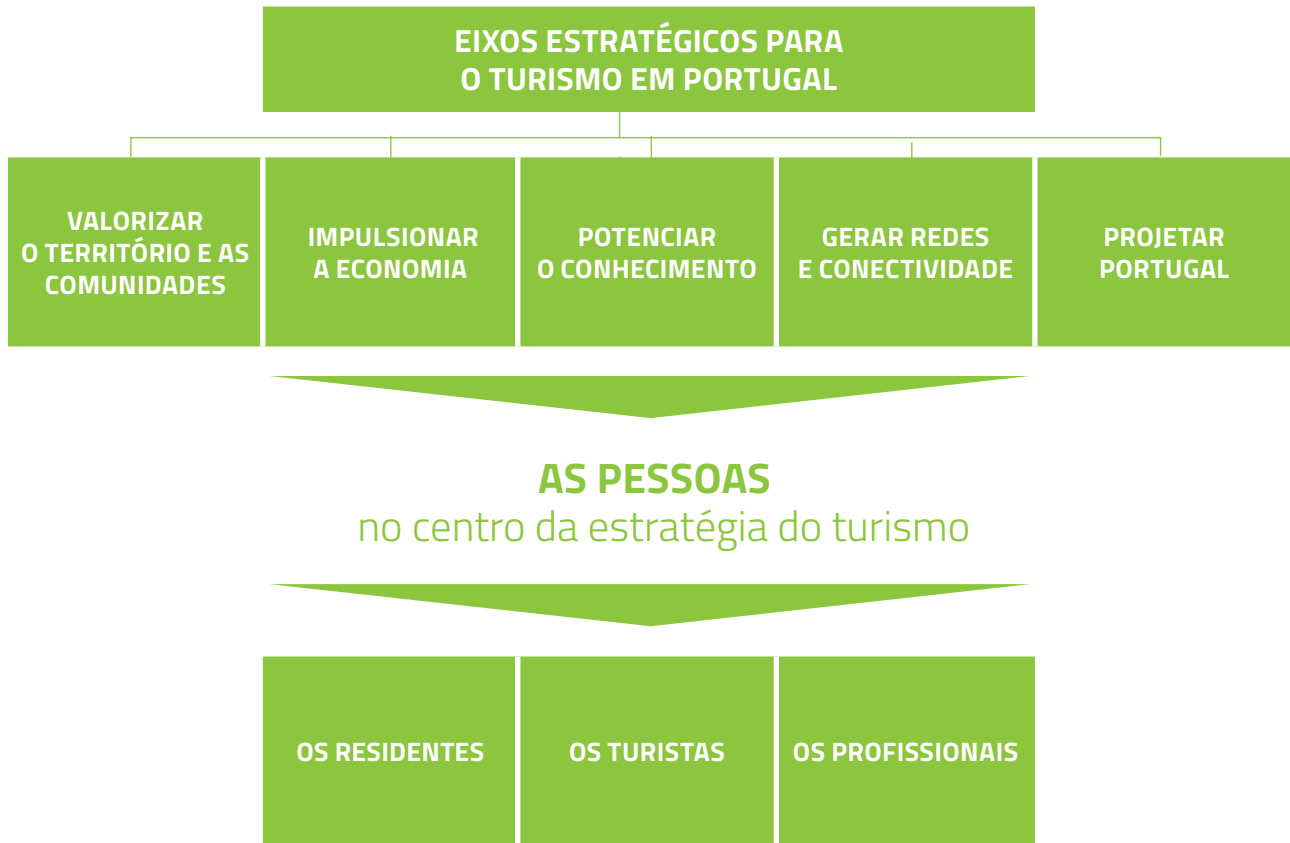 EIXOS ESTRATÉGICOS PARA
O TURISMO EM PORTUGAL
VALORIZAR
O TERRITÓRIO E AS
COMUNIDADES
IMPULSIONAR
A ECONOMIA
POTENCIAR
O CONHECIMENTO
GERAR REDES
E CONECTIVIDADE
PROJETAR
PORTUGAL
AS PESSOAS
no centro da estratégia do turismo
OS RESIDENTES
OS TURISTAS
OS PROFISSIONAIS